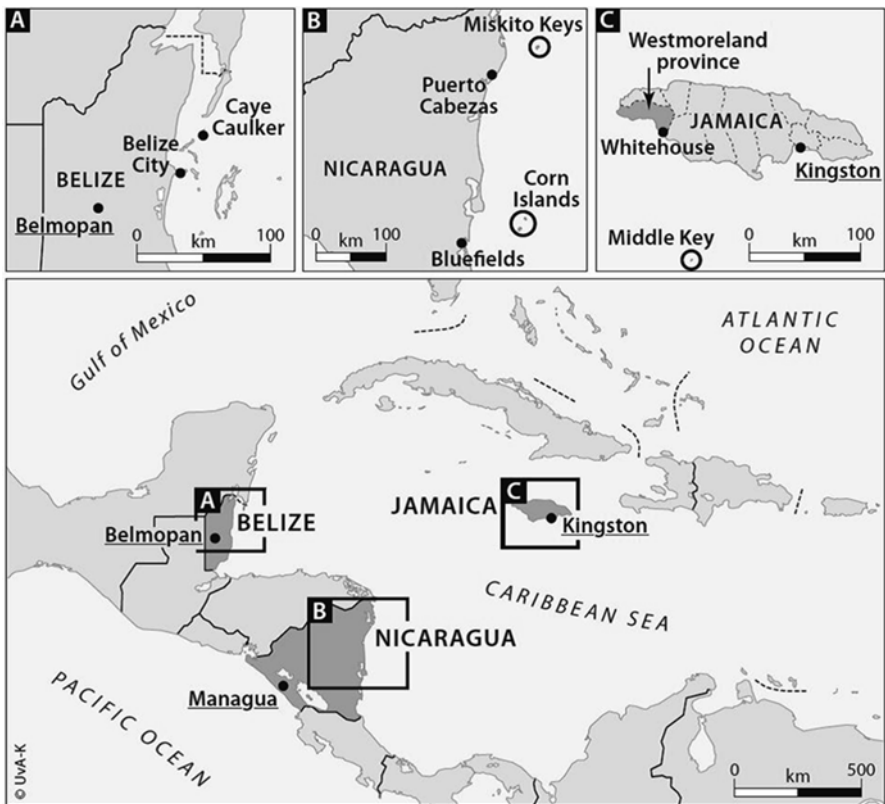 A
Caye
Caulker
Belize
City
BELIZE
Belmopan
0 km 100
B
Miskito Keys
Puerto
Cabezas
NICARAGUA
Corn
Islands
Bluefields
0 km 100
C
Westmoreland
province
JAMAICA
Whitehouse
Kingston
Middle Key
0 km 100
Gulf of Mexico
ATLANTIC
OCEAN
A
BELIZE
Belmopan
JAMAICA
C
Kingston
CARIBBEAN SEA
B
NICARAGUA
Managua
PACIFIC OCEAN
0 km 500
© UvA-K